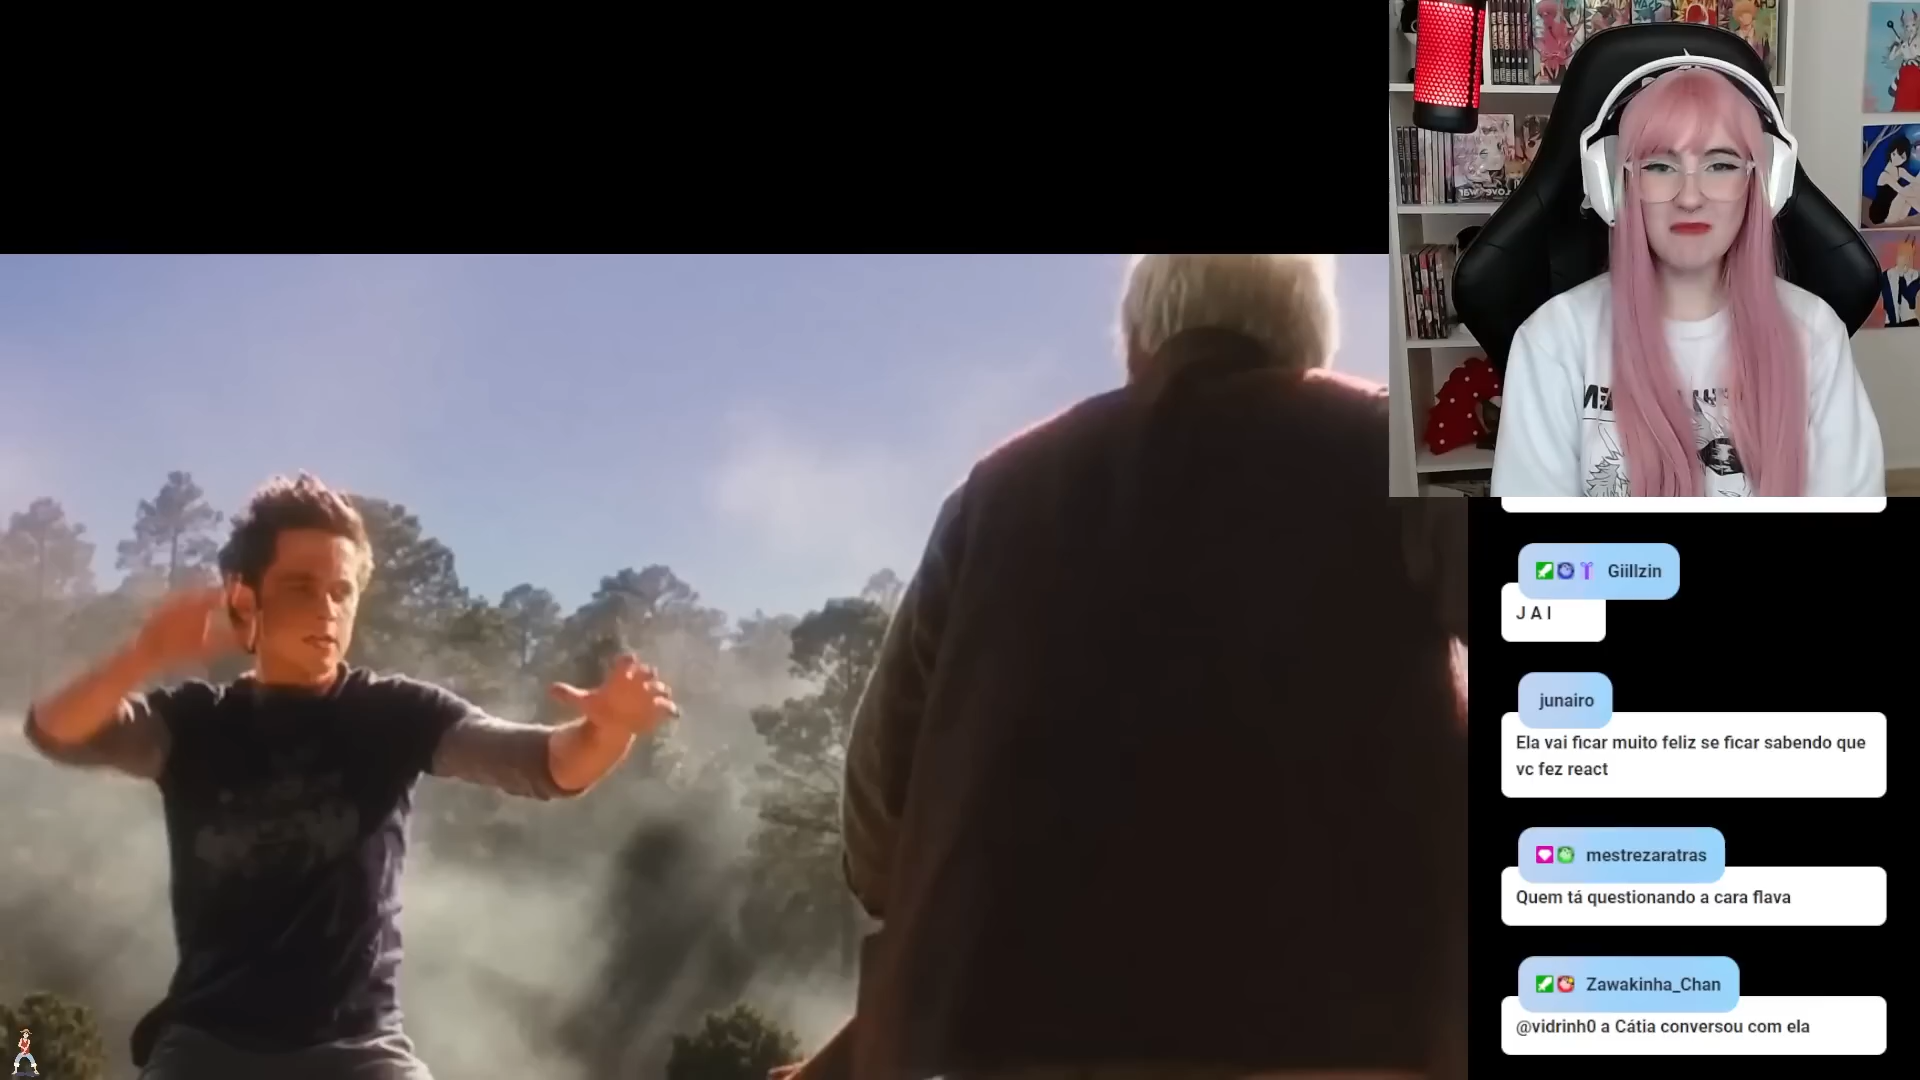 Giillzin
J A I
junairo
Ela vai ficar muito feliz se ficar sabendo que
vc fez react
mestrezaratras
Quem tá questionando a cara flava
Zawakinha_Chan
@vidrinh0 a Cátia conversou com ela